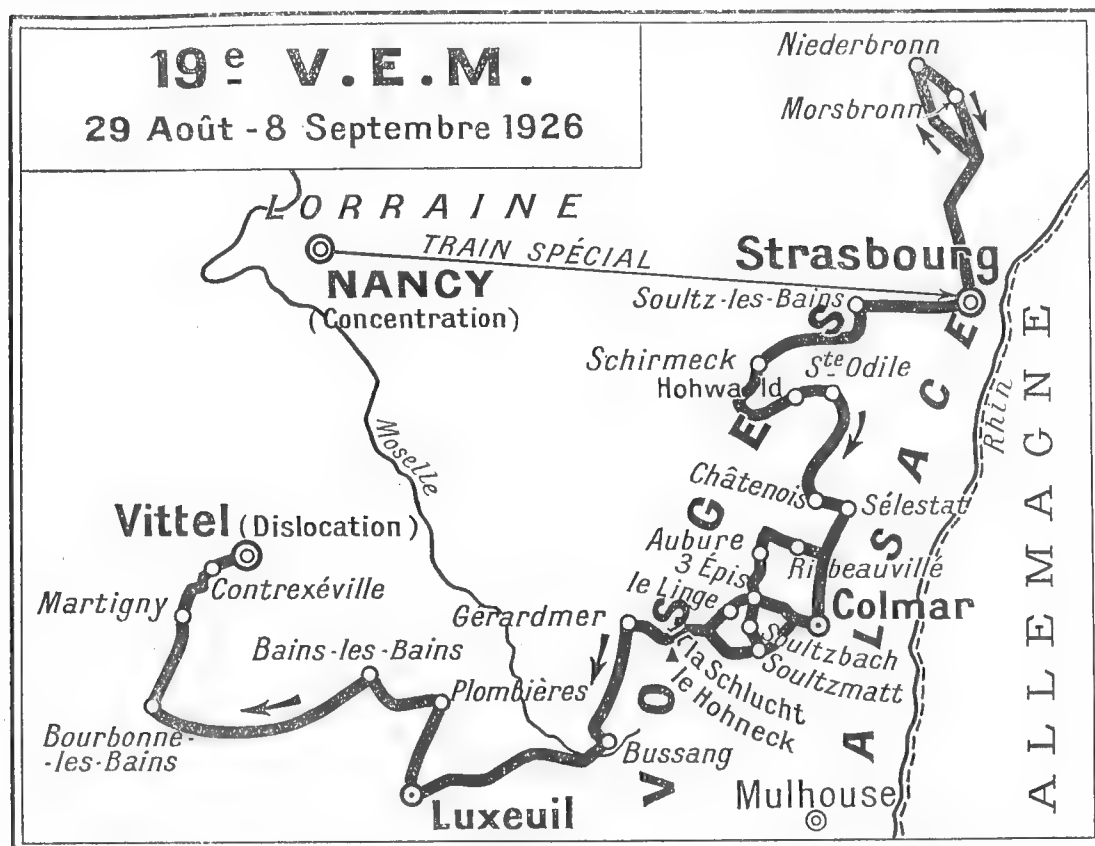 19e V.E.M.
29 Août - 8 Septembre 1926
Niederbronn
Morsbronn
LORRAINE
TRAIN SPÉCIAL
NANCY
(Concentration)
Strasbourg
Soultz-les-Bains
Schirmeck
Ste Odile
Hohwald
Moselle
Rhin
ALLEMAGNE
ALSACE
VOSGES
Châtenois
Sélestat
Vittel (Dislocation)
Aubure
Ribeauvillé
3 Épis
le Linge
Contrexéville
Martigny
Colmar
Gérardmer
Soultzbach
Soultzmatt
la Schlucht
le Hohneck
Bains-les-Bains
Plombières
Bourbonne-
-les-Bains
Bussang
Luxeuil
Mulhouse